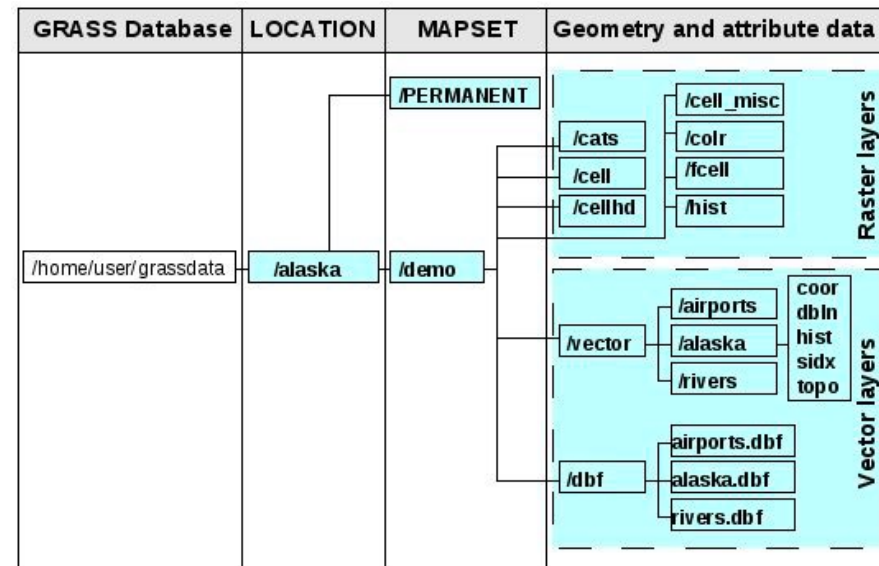 GRASS Database
LOCATION
MAPSET
Geometry and attribute data
/PERMANENT
/cell_misc
/cats
/colr
/cell
/fcell
/cellhd
/hist
Raster layers
/home/user/grassdata
/alaska
/demo
/vector
/airports
/alaska
/rivers
coor
dbln
hist
sidx
topo
Vector layers
/dbf
airports.dbf
alaska.dbf
rivers.dbf